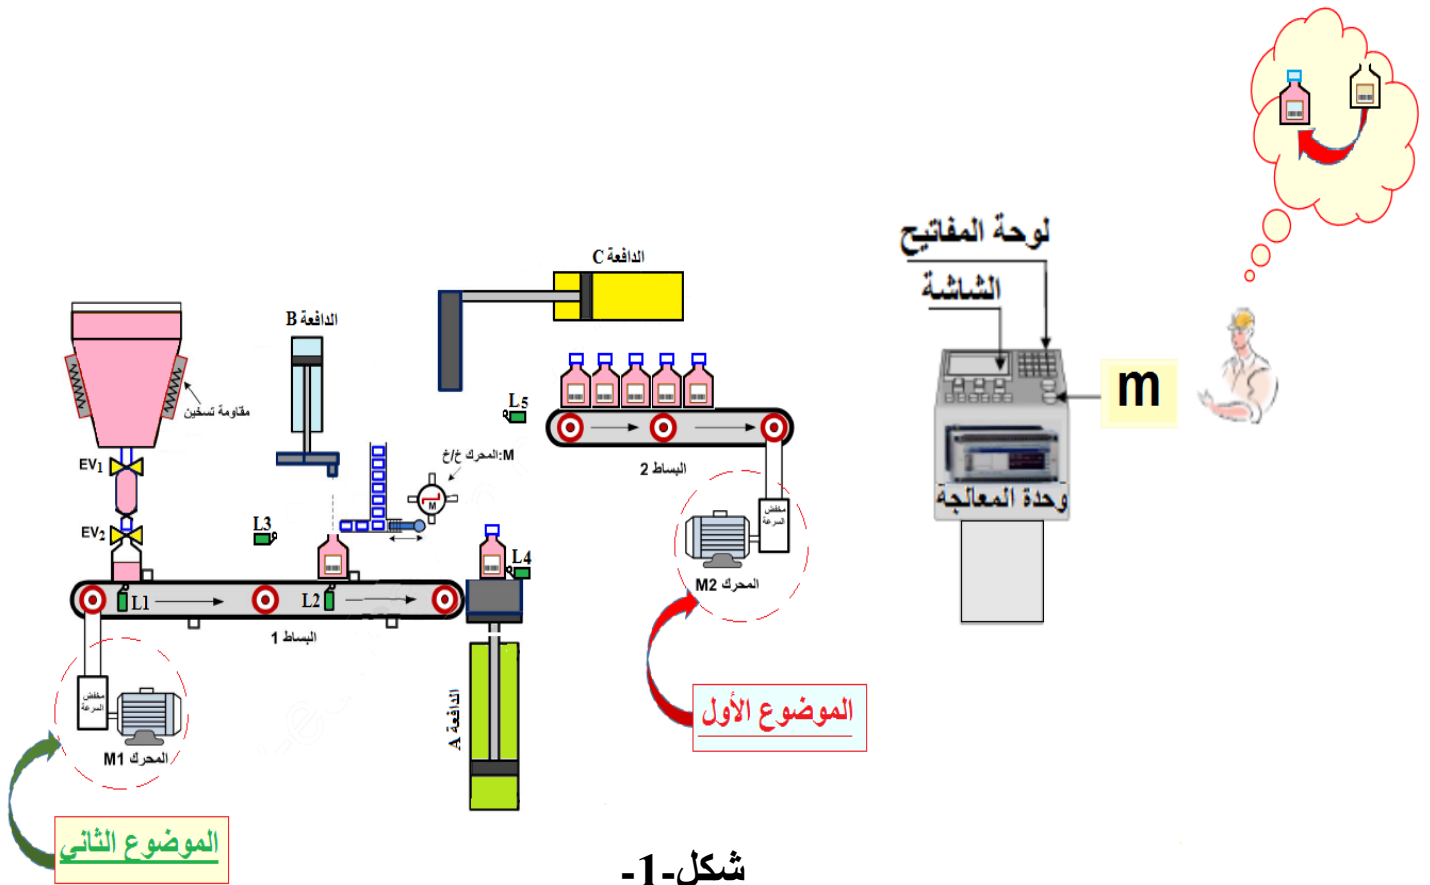 لوحة المفاتيح
الشاشة
m
وحدة المعالجة
الدافعة C
الدافعة B
مقاومة تسخين
EV1
EV2
L5
M:المحرك خ/خ
M
البساط 2
L3
L4
L1
L2
البساط 1
مخفض
السرعة
المحرك M2
مخفض
السرعة
المحرك M1
الدافعة A
الموضوع الأول
الموضوع الثاني
شكل-1-